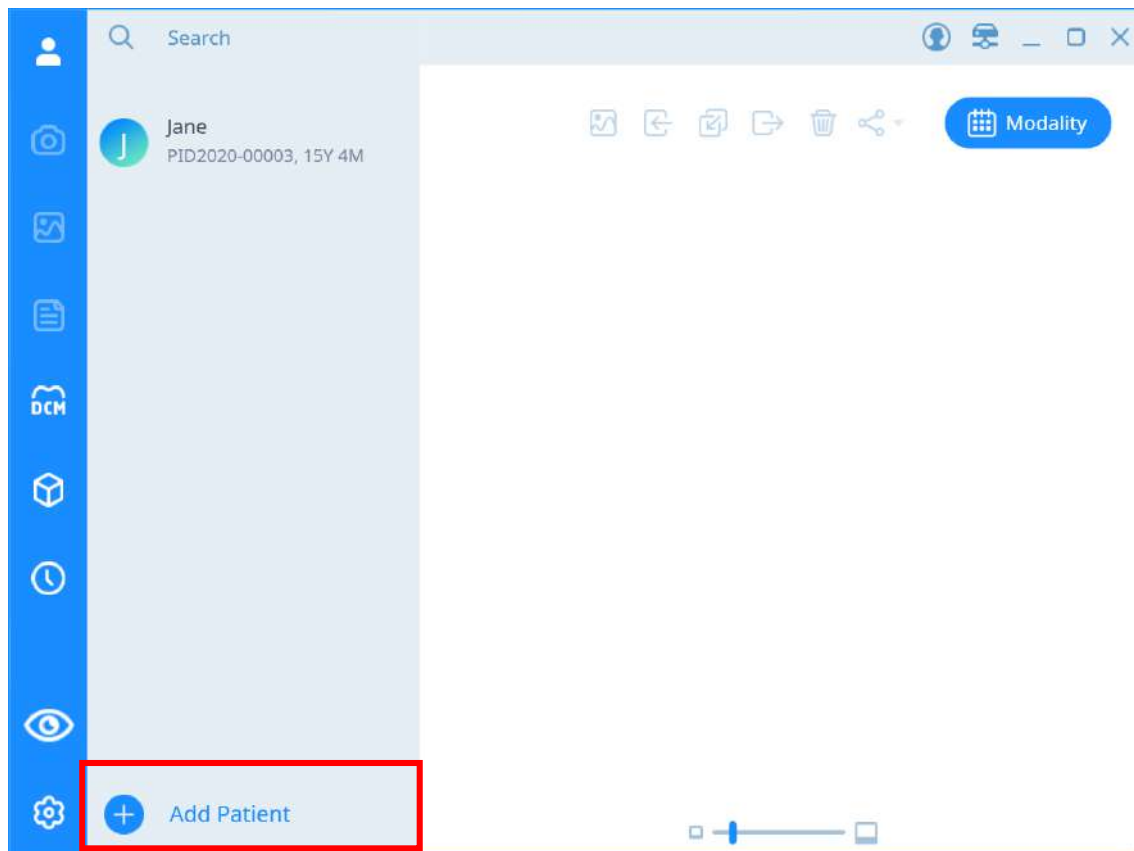 Search
Jane
PID2020-00003, 15Y 4M
J
Modality
DCM
Add Patient